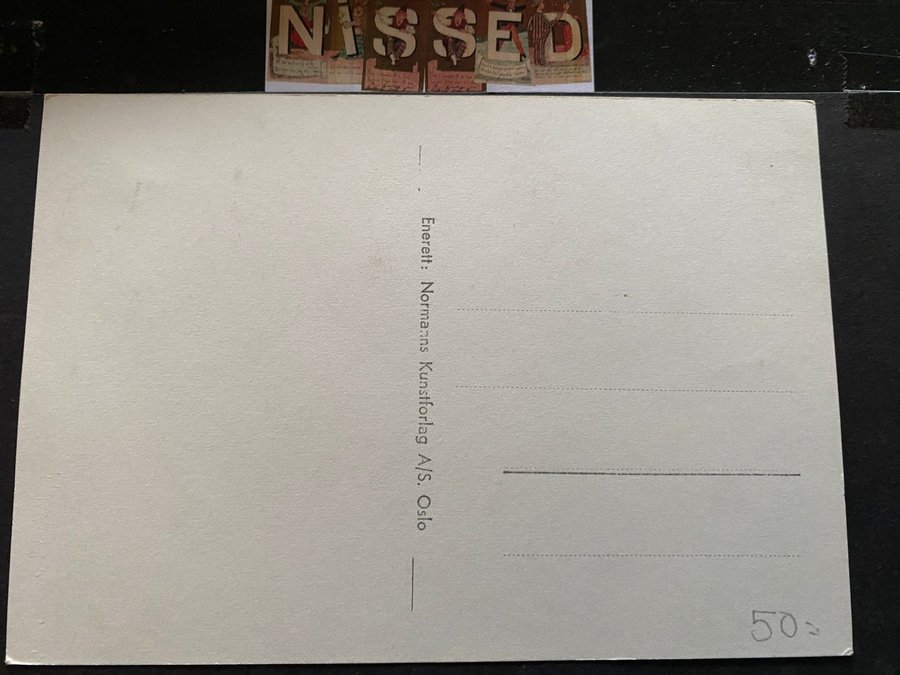 NISSED
Enerett: Normanns Kunstforlag A/S. Oslo
50:-